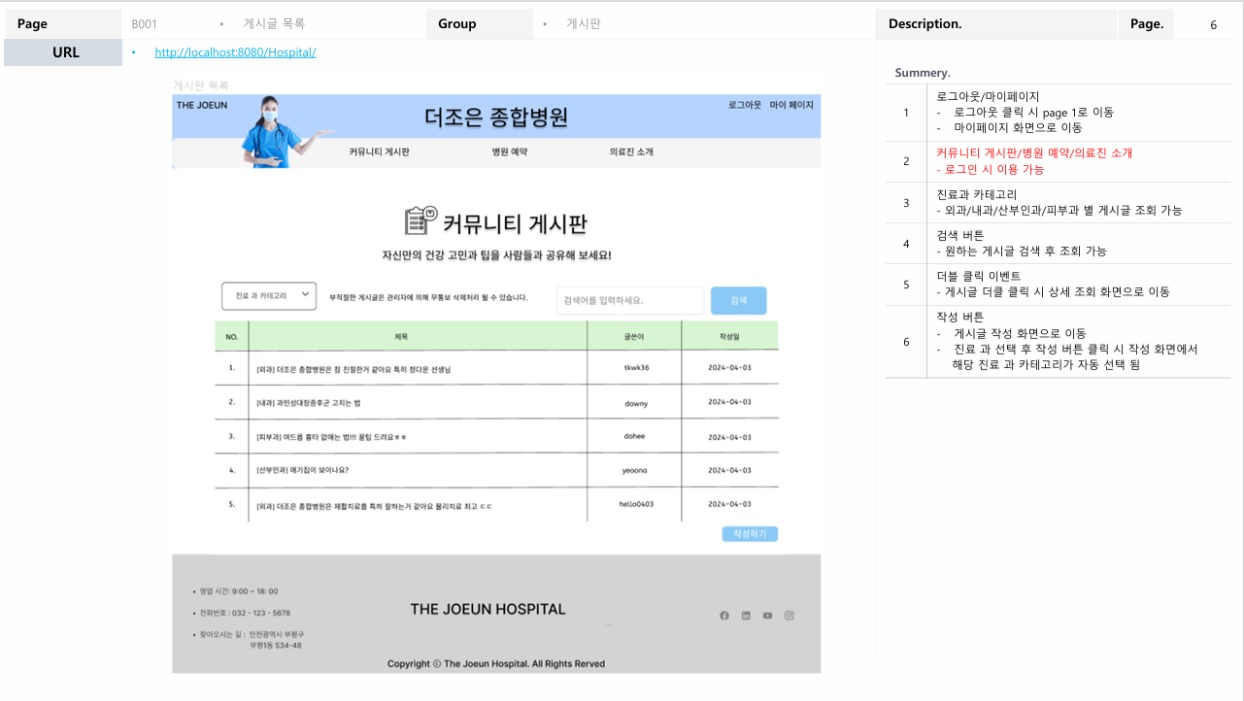 Page
B001
• 게시글 목록
Group
• 게시판
Description.
Page.
6
URL
• http://localhost:8080/Hospital/
게시판 목록
THE JOEUN
더조은 종합병원
로그아웃 마이 페이지
커뮤니티 게시판
병원 예약
의료진 소개
커뮤니티 게시판
자신만의 건강 고민과 팁을 사람들과 공유해 보세요!
진료 과 카테고리
부적절한 게시글은 관리자에 의해 무통보 삭제처리 될 수 있습니다.
검색어를 입력하세요.
검색
NO. 제목 글쓴이 작성일
1. [외과] 더조은 종합병원은 참 친절한거 같아요 특히 정다운 선생님 tkwk36 2024-04-03
2. [내과] 과민성대장증후군 고치는 법 downy 2024-04-03
3. [피부과] 여드름 흉터 없애는 법!!! 꿀팁 드려요ㅎㅎ dohee 2024-04-03
4. [산부인과] 애기집이 보이나요? yeoona 2024-04-03
5. [외과] 더조은 종합병원은 재활치료를 특히 잘하는거 같아요 물리치료 최고 ㄷㄷ hello0403 2024-04-03
작성하기
• 영업 시간: 9:00 ~ 18: 00
• 전화번호 : 032 - 123 - 5678
• 찾아오시는 길 : 인천광역시 부평구
부평1동 534-48
THE JOEUN HOSPITAL
Copyright ⓒ The Joeun Hospital. All Rights Rerved
Summery.
1
로그아웃/마이페이지
- 로그아웃 클릭 시 page 1로 이동
- 마이페이지 화면으로 이동
2
커뮤니티 게시판/병원 예약/의료진 소개
- 로그인 시 이용 가능
3
진료과 카테고리
- 외과/내과/산부인과/피부과 별 게시글 조회 가능
4
검색 버튼
- 원하는 게시글 검색 후 조회 가능
5
더블 클릭 이벤트
- 게시글 더클 클릭 시 상세 조회 화면으로 이동
6
작성 버튼
- 게시글 작성 화면으로 이동
- 진료 과 선택 후 작성 버튼 클릭 시 작성 화면에서
해당 진료 과 카테고리가 자동 선택 됨